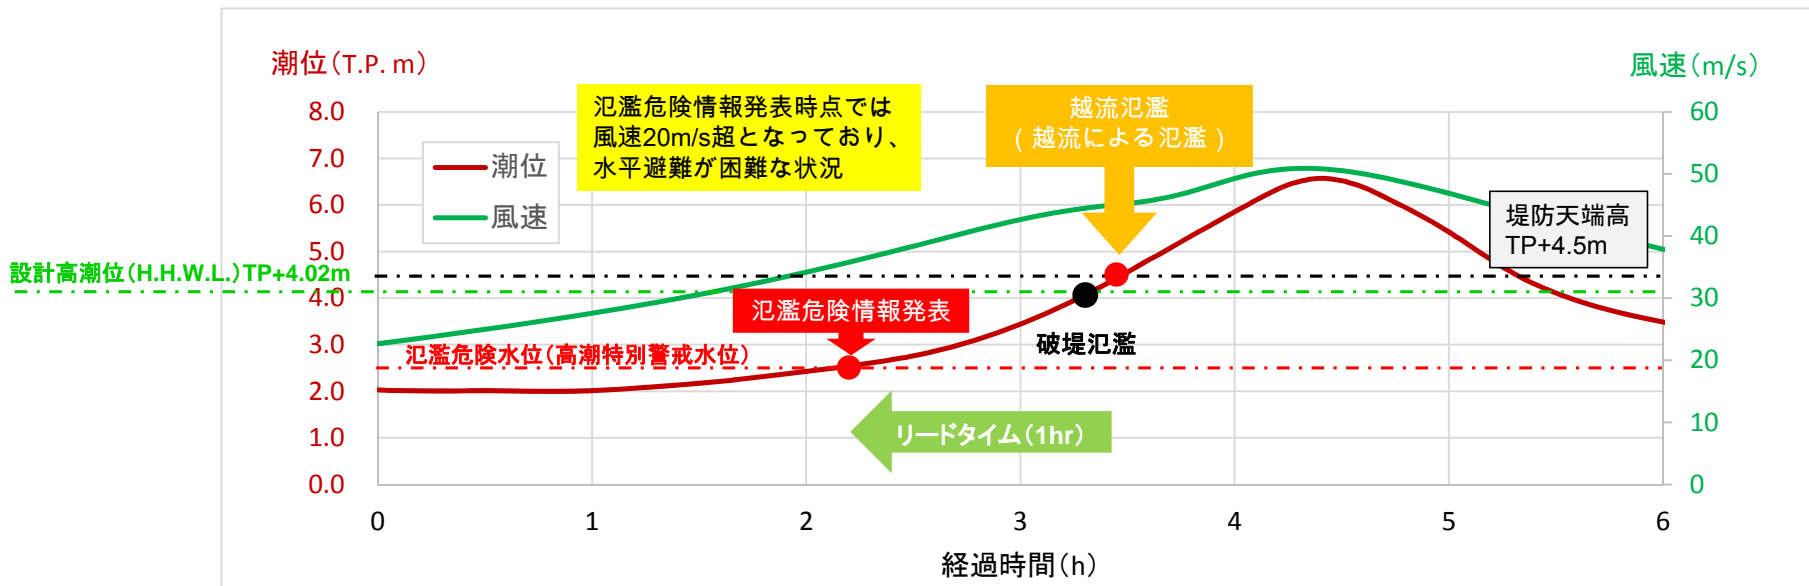 潮位(T.P. m)
風速(m/s)
氾濫危険情報発表時点では
風速20m/s超となっており、
水平避難が困難な状況
越流氾濫
( 越流による氾濫 )
潮位
風速
堤防天端高
TP+4.5m
設計高潮位(H.H.W.L.)TP+4.02m
氾濫危険情報発表
破堤氾濫
氾濫危険水位(高潮特別警戒水位)
リードタイム(1hr)
8.0
7.0
6.0
5.0
4.0
3.0
2.0
1.0
0.0
60
50
40
30
20
10
0
0 1 2 3 4 5 6
経過時間(h)